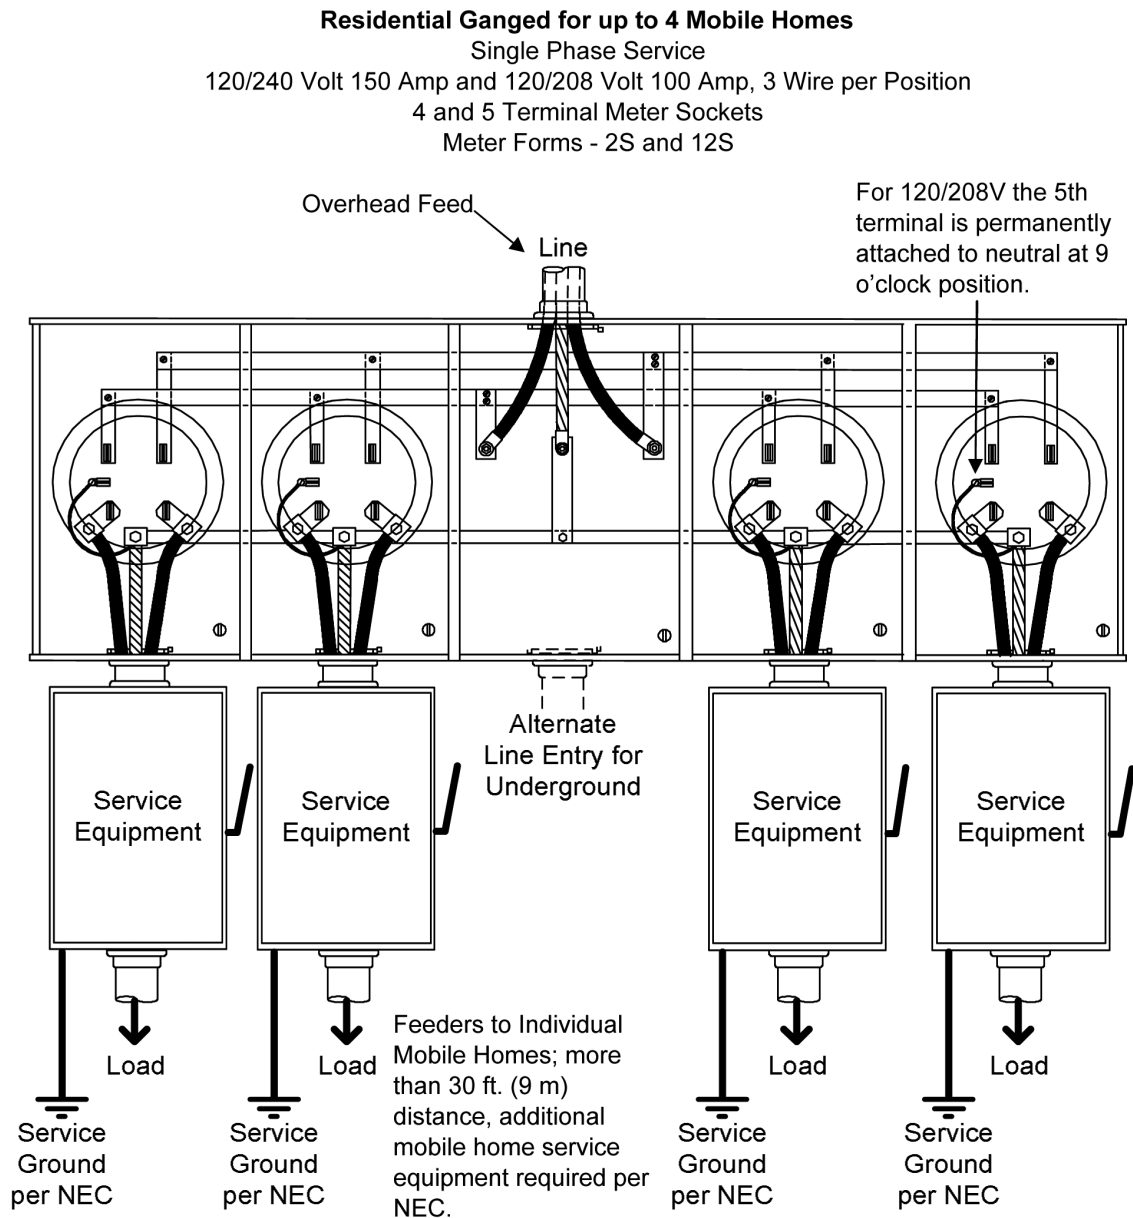 Residential Ganged for up to 4 Mobile Homes
Single Phase Service
120/240 Volt 150 Amp and 120/208 Volt 100 Amp, 3 Wire per Position
4 and 5 Terminal Meter Sockets
Meter Forms - 2S and 12S
Overhead Feed
Line
For 120/208V the 5th
terminal is permanently
attached to neutral at 9
o’clock position.
Alternate
Line Entry for
Underground
Service
Equipment
Service
Equipment
Service
Equipment
Service
Equipment
Load
Load
Load
Load
Feeders to Individual
Mobile Homes; more
than 30 ft. (9 m)
distance, additional
mobile home service
equipment required per
NEC.
Service
Ground
per NEC
Service
Ground
per NEC
Service
Ground
per NEC
Service
Ground
per NEC